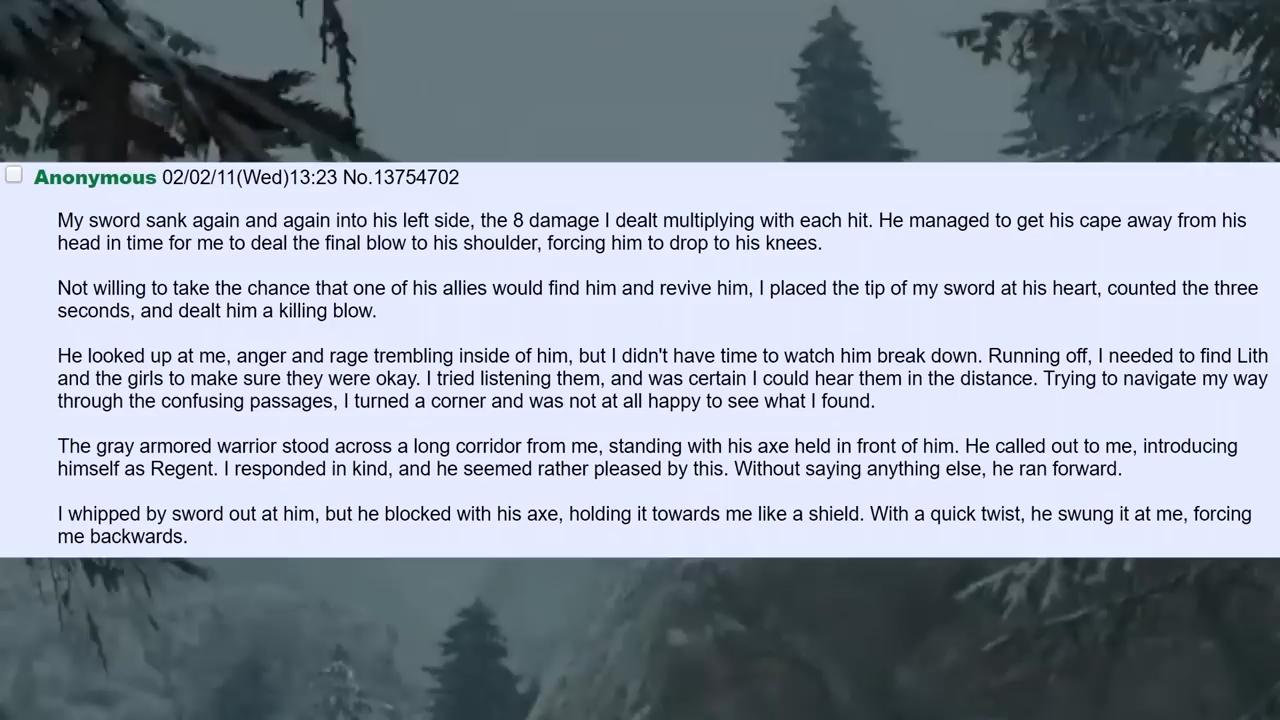 Anonymous 02/02/11(Wed)13:23 No.13754702
My sword sank again and again into his left side, the 8 damage I dealt multiplying with each hit. He managed to get his cape away from his
head in time for me to deal the final blow to his shoulder, forcing him to drop to his knees.
Not willing to take the chance that one of his allies would find him and revive him, I placed the tip of my sword at his heart, counted the three
seconds, and dealt him a killing blow.
He looked up at me, anger and rage trembling inside of him, but I didn't have time to watch him break down. Running off, I needed to find Lith
and the girls to make sure they were okay. I tried listening them, and was certain I could hear them in the distance. Trying to navigate my way
through the confusing passages, I turned a corner and was not at all happy to see what I found.
The gray armored warrior stood across a long corridor from me, standing with his axe held in front of him. He called out to me, introducing
himself as Regent. I responded in kind, and he seemed rather pleased by this. Without saying anything else, he ran forward.
I whipped by sword out at him, but he blocked with his axe, holding it towards me like a shield. With a quick twist, he swung it at me, forcing
me backwards.